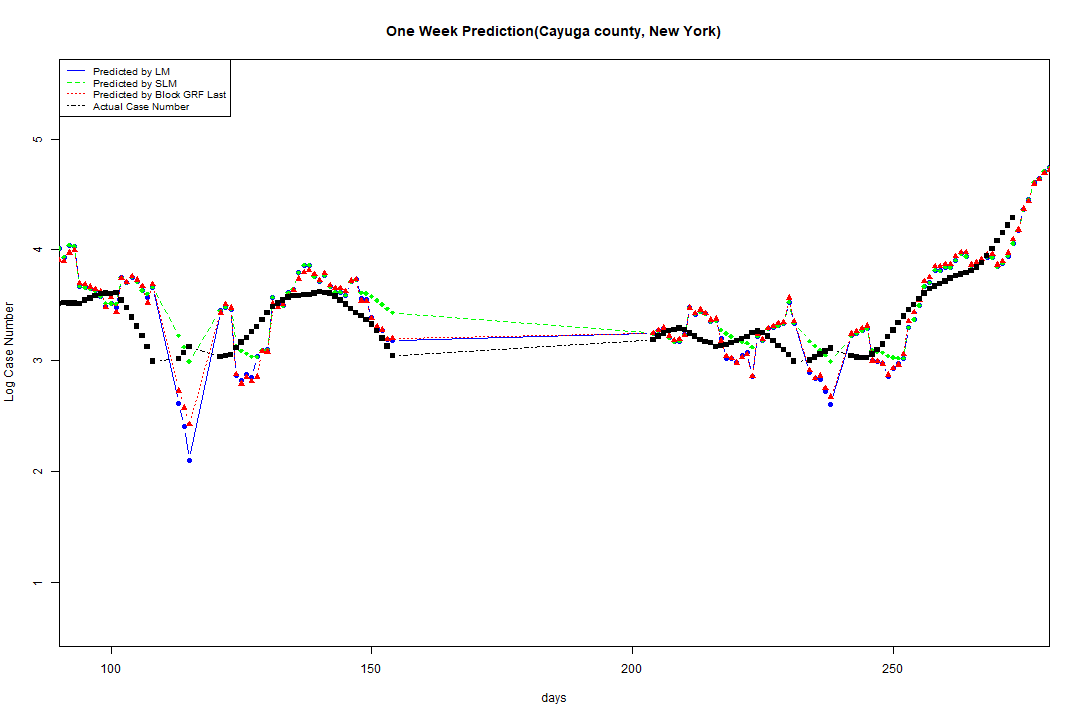 One Week Prediction(Cayuga county, New York)
Predicted by LM
Predicted by SLM
Predicted by Block GRF Last
Actual Case Number
5
4
3
2
1
Log Case Number
100
150
200
250
days